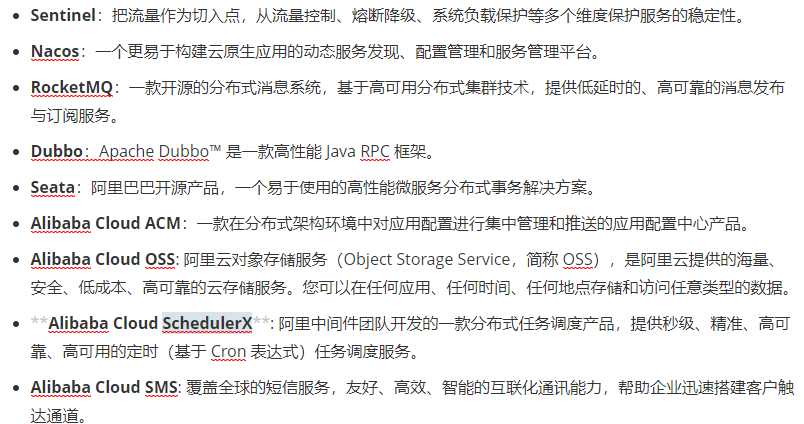 Sentinel：把流量作为切入点，从流量控制、熔断降级、系统负载保护等多个维度保护服务的稳定性。
Nacos：一个更易于构建云原生应用的动态服务发现、配置管理和服务管理平台。
RocketMQ：一款开源的分布式消息系统，基于高可用分布式集群技术，提供低延时的、高可靠的消息发布
与订阅服务。
Dubbo：Apache Dubbo™ 是一款高性能 Java RPC 框架。
Seata：阿里巴巴开源产品，一个易于使用的高性能微服务分布式事务解决方案。
Alibaba Cloud ACM：一款在分布式架构环境中对应用配置进行集中管理和推送的应用配置中心产品。
Alibaba Cloud OSS: 阿里云对象存储服务（Object Storage Service，简称 OSS），是阿里云提供的海量、
安全、低成本、高可靠的云存储服务。您可以在任何应用、任何时间、任何地点存储和访问任意类型的数据。
**Alibaba Cloud SchedulerX**: 阿里中间件团队开发的一款分布式任务调度产品，提供秒级、精准、高可
靠、高可用的定时（基于 Cron 表达式）任务调度服务。
Alibaba Cloud SMS: 覆盖全球的短信服务，友好、高效、智能的互联化通讯能力，帮助企业迅速搭建客户触
达通道。